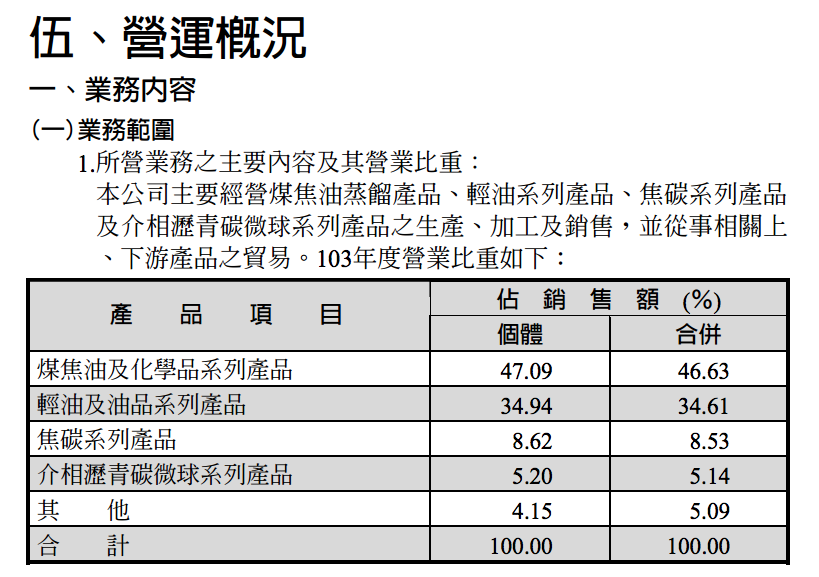 伍、營運概況
一、業務內容
(一)業務範圍
1.所營業務之主要內容及其營業比重：
本公司主要經營煤焦油蒸餾產品、輕油系列產品、焦碳系列產品
及介相瀝青碳微球系列產品之生產、加工及銷售，並從事相關上
、下游產品之貿易。103年度營業比重如下：
產品項目 佔銷售額 (%)
個體 合併
煤焦油及化學品系列產品 47.09 46.63
輕油及油品系列產品 34.94 34.61
焦碳系列產品 8.62 8.53
介相瀝青碳微球系列產品 5.20 5.14
其他 4.15 5.09
合計 100.00 100.00